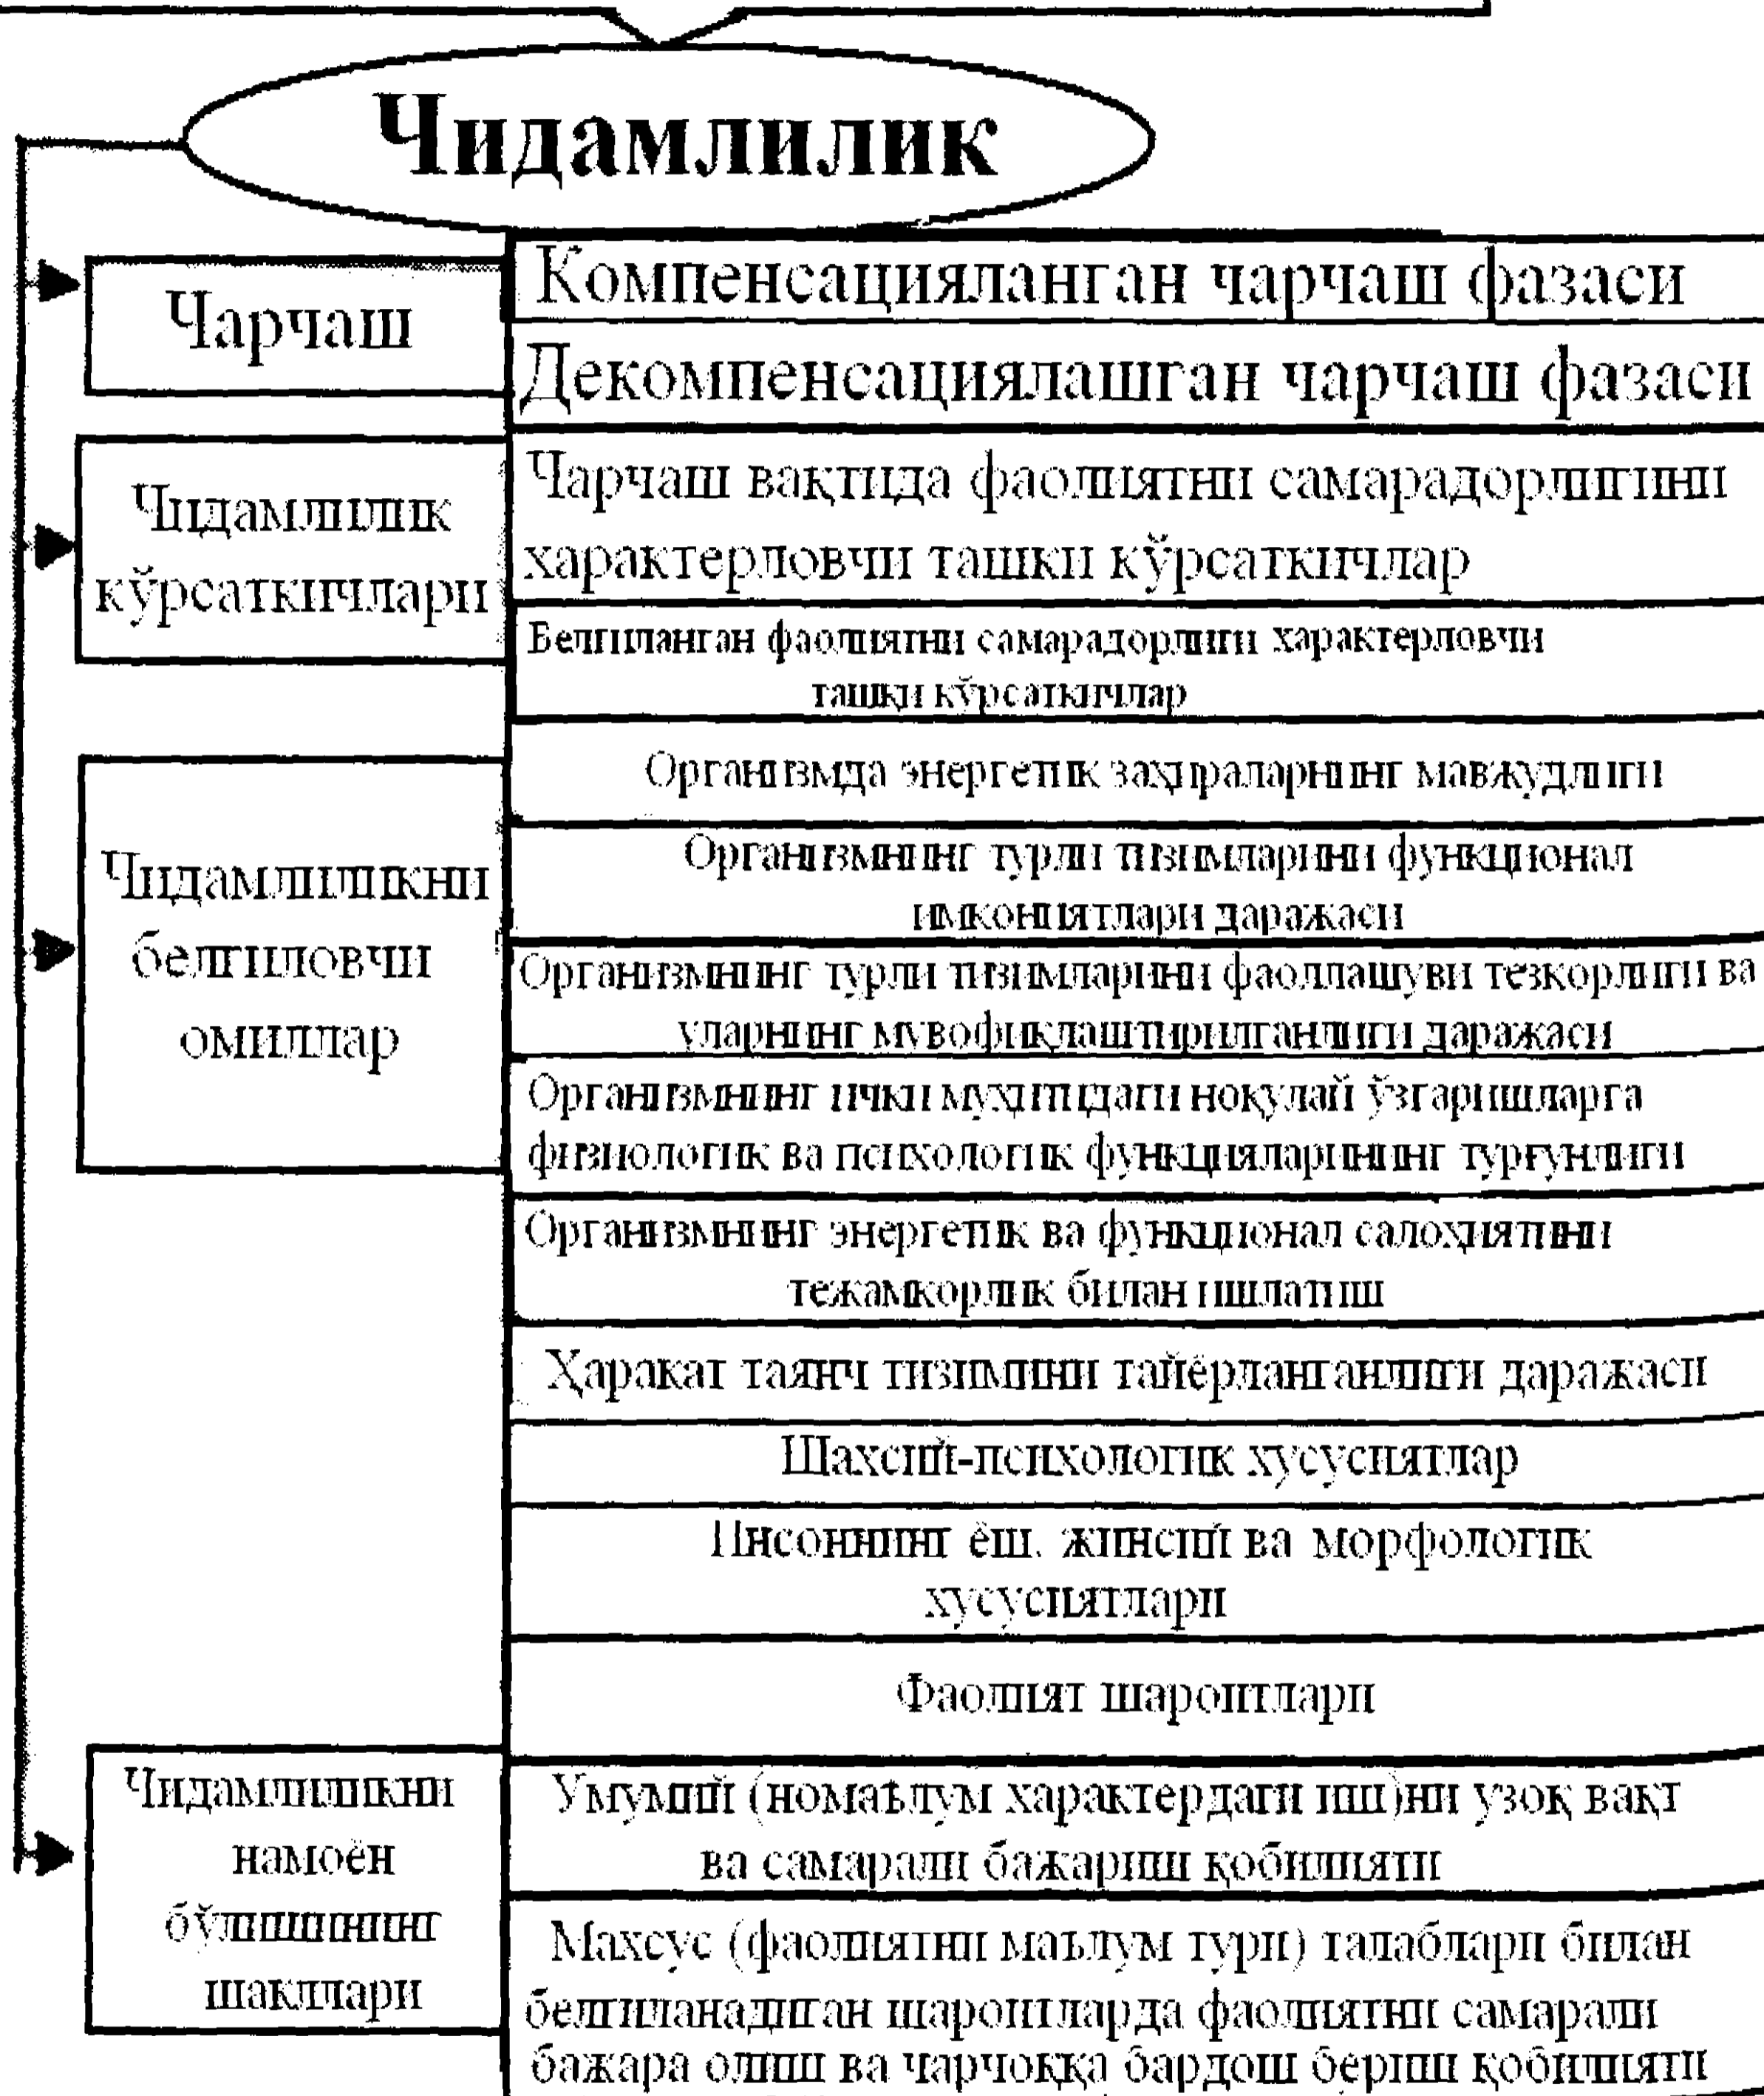 Чидамлилик
Чарчаш
Компенсацияланган чарчаш фазаси
Декомпенсациялашган чарчаш фазаси
Чидамлилик
кўрсаткичлари
Чарчаш вақтида фаолиятни самарадорлигини
характерловчи ташки кўрсаткичлар
Белгиланган фаолиятни самарадорлиги характерловчи
ташқи кўрсаткичлар
Чидамлиликни
белгиловчи
омиллар
Организмда энергетик заҳираларнинг мавжудлиги
Организмнинг турли тизимларини функционал
имкониятлари даражаси
Организмнинг турли тизимларини фаоллашуви тезкорлиги ва
уларнинг мувофиқлаштирилганлиги даражаси
Организмнинг ички муҳитидаги ноқулай ўзгаришларга
физиологик ва психологик функцияларининг турғунлиги
Организмнинг энергетик ва функционал салоҳиятини
тежамкорлик билан ишлатиш
Ҳаракат таянч тизимини тайёрланганлиги даражаси
Шахсий-психологик хусусиятлар
Инсоннинг ёш, жинсий ва морфологик
хусусиятлари
Фаолият шароитлари
Чидамлиликни
намоён
бўлишининг
шакллари
Умумий (номаълум характердаги иш)ни узоқ вақт
ва самарали бажариш қобилияти
Махсус (фаолиятни маълум тури) талаблари билан
белгиланадиган шароитларда фаолиятни самарали
бажара олиш ва чарчоққа бардош бериш қобилияти